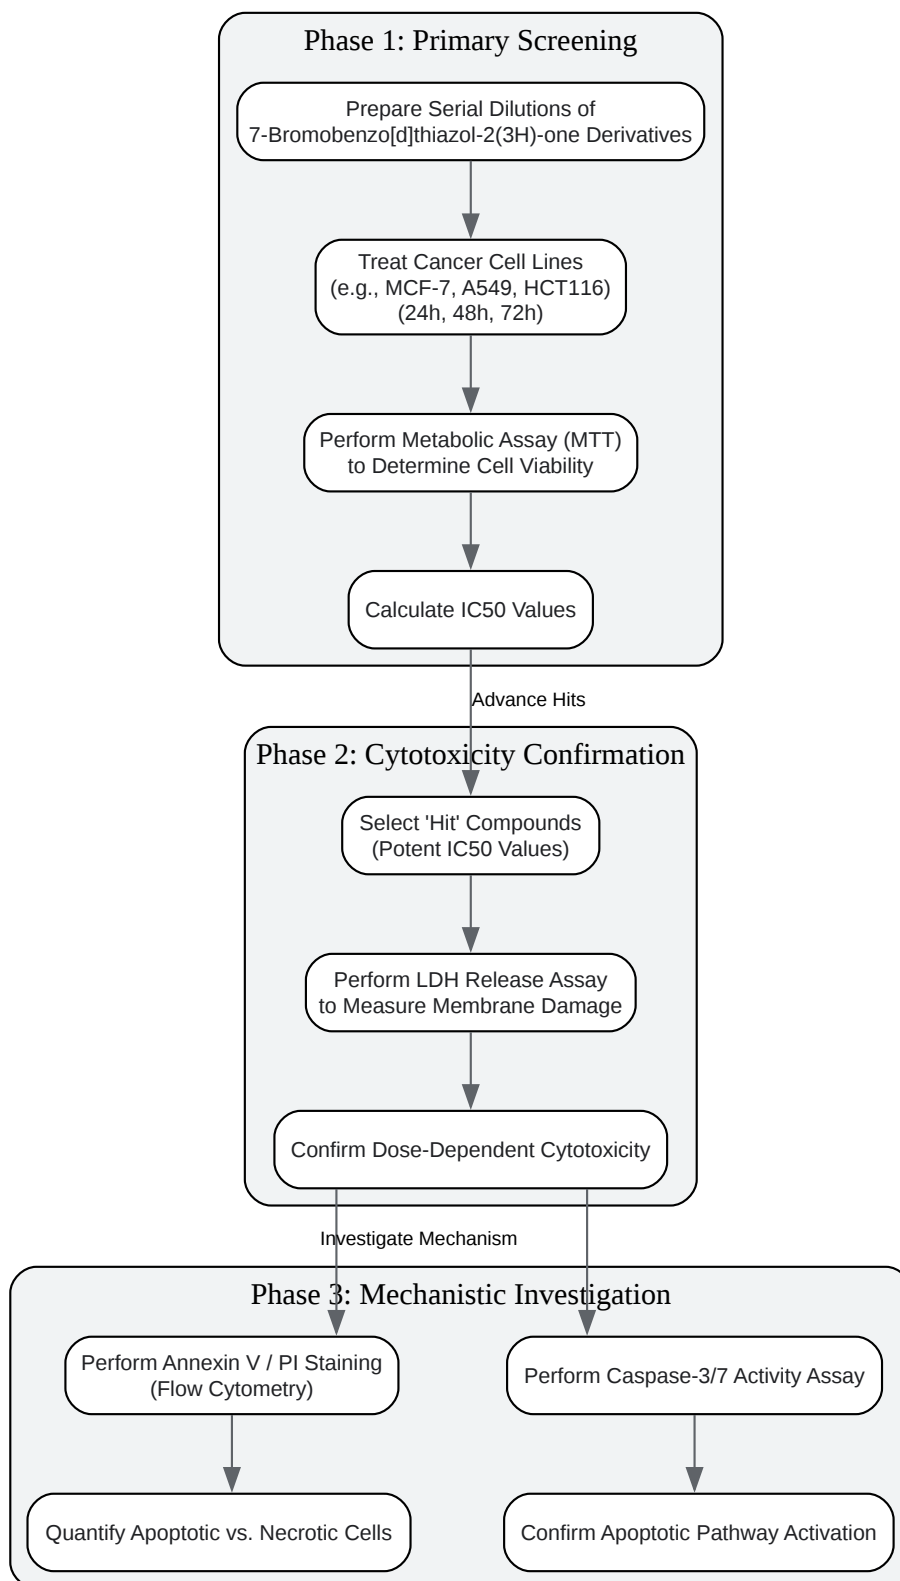 Phase 1: Primary Screening
Prepare Serial Dilutions of
7-Bromobenzo[d]thiazol-2(3H)-one Derivatives
Treat Cancer Cell Lines
(e.g., MCF-7, A549, HCT116)
(24h, 48h, 72h)
Perform Metabolic Assay (MTT)
to Determine Cell Viability
Calculate IC50 Values
Advance Hits
Phase 2: Cytotoxicity Confirmation
Select 'Hit' Compounds
(Potent IC50 Values)
Perform LDH Release Assay
to Measure Membrane Damage
Confirm Dose-Dependent Cytotoxicity
Investigate Mechanism
Phase 3: Mechanistic Investigation
Perform Annexin V / PI Staining
(Flow Cytometry)
Perform Caspase-3/7 Activity Assay
Quantify Apoptotic vs. Necrotic Cells
Confirm Apoptotic Pathway Activation